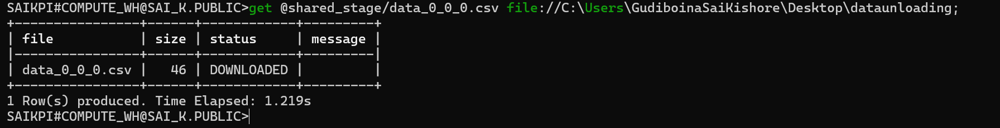 SAIKPI#COMPUTE_WH@SAI_K.PUBLIC>get @shared_stage/data_0_0_0.csv file://C:\Users\GudiboinaSaiKishore\Desktop\dataunloading;
+----------------+------+------------+---------+
| file           | size | status     | message |
|----------------+------+------------+---------|
| data_0_0_0.csv |   46 | DOWNLOADED |         |
+----------------+------+------------+---------+
1 Row(s) produced. Time Elapsed: 1.219s
SAIKPI#COMPUTE_WH@SAI_K.PUBLIC>